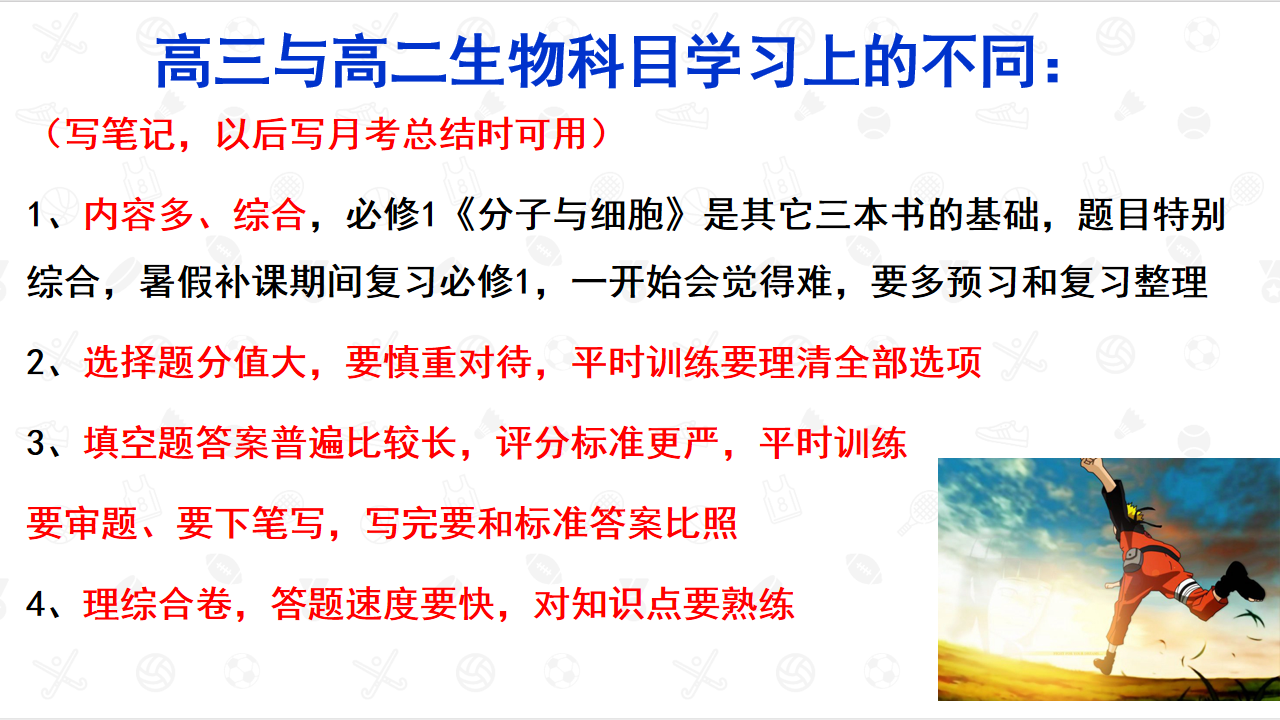 高三与高二生物科目学习上的不同：
（写笔记，以后写月考总结时可用）
1、内容多、综合，必修1《分子与细胞》是其它三本书的基础，题目特别
综合，暑假补课期间复习必修1，一开始会觉得难，要多预习和复习整理
2、选择题分值大，要慎重对待，平时训练要理清全部选项
3、填空题答案普遍比较长，评分标准更严，平时训练
要审题、要下笔写，写完要和标准答案比照
4、理综合卷，答题速度要快，对知识点要熟练